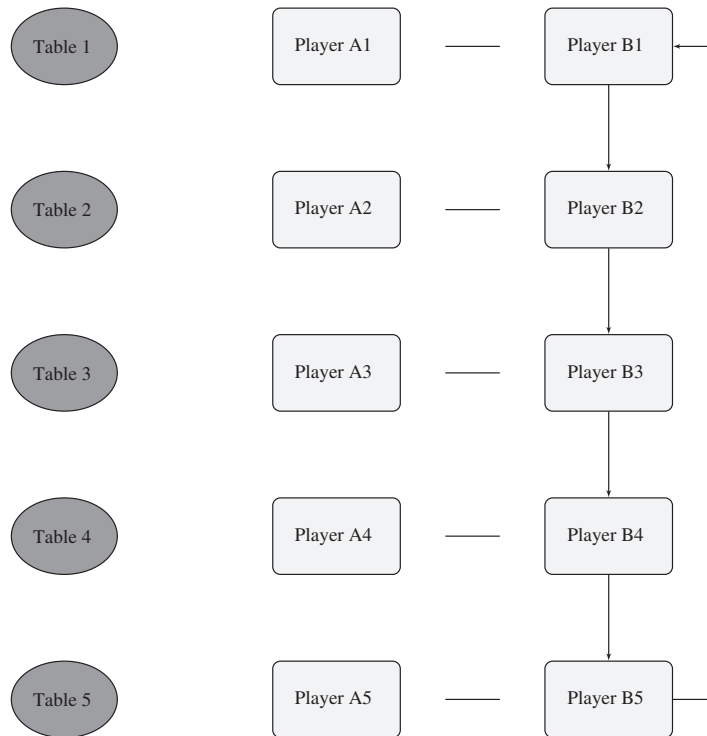 Table 1
Player A1
Player B1
Table 2
Player A2
Player B2
Table 3
Player A3
Player B3
Table 4
Player A4
Player B4
Table 5
Player A5
Player B5